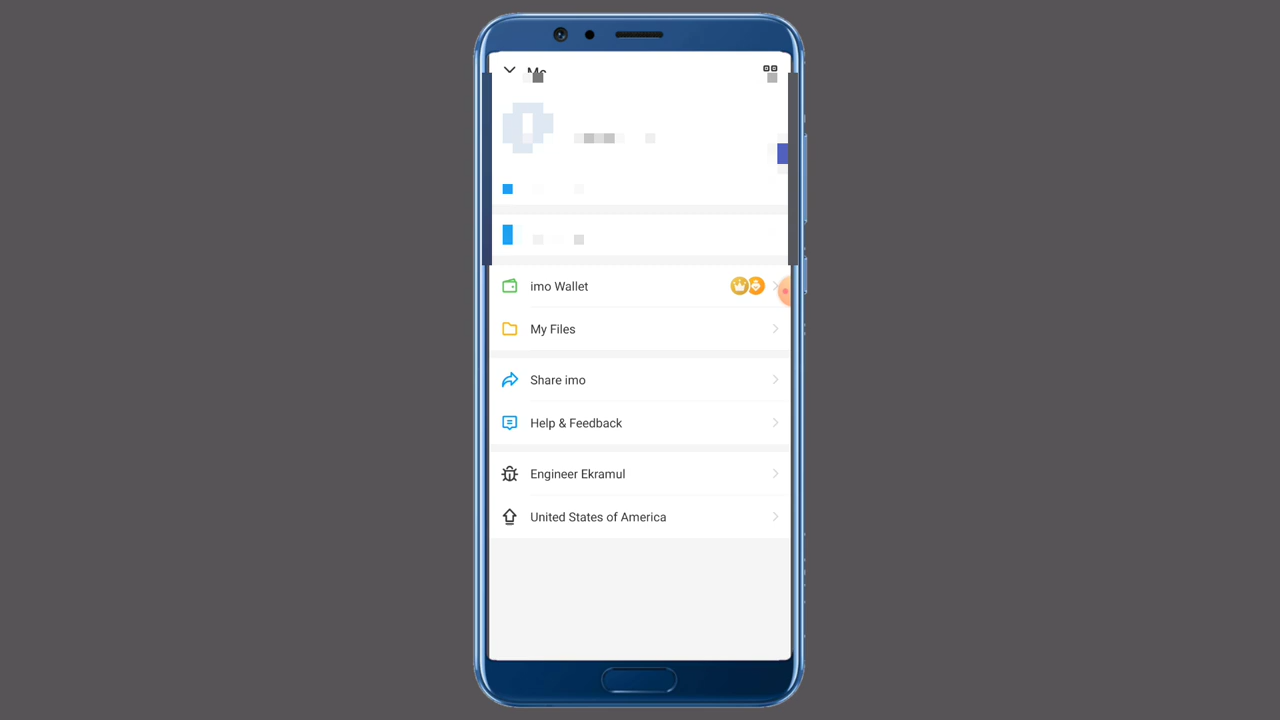 imo Wallet
My Files
Share imo
Help & Feedback
Engineer Ekramul
United States of America